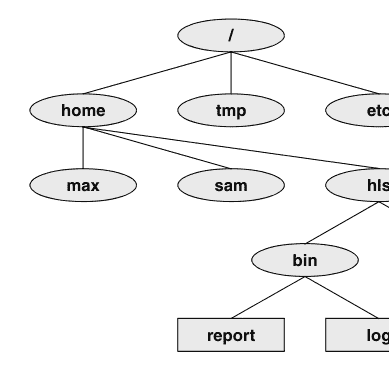 /
home tmp etc
max sam hls
bin
report log